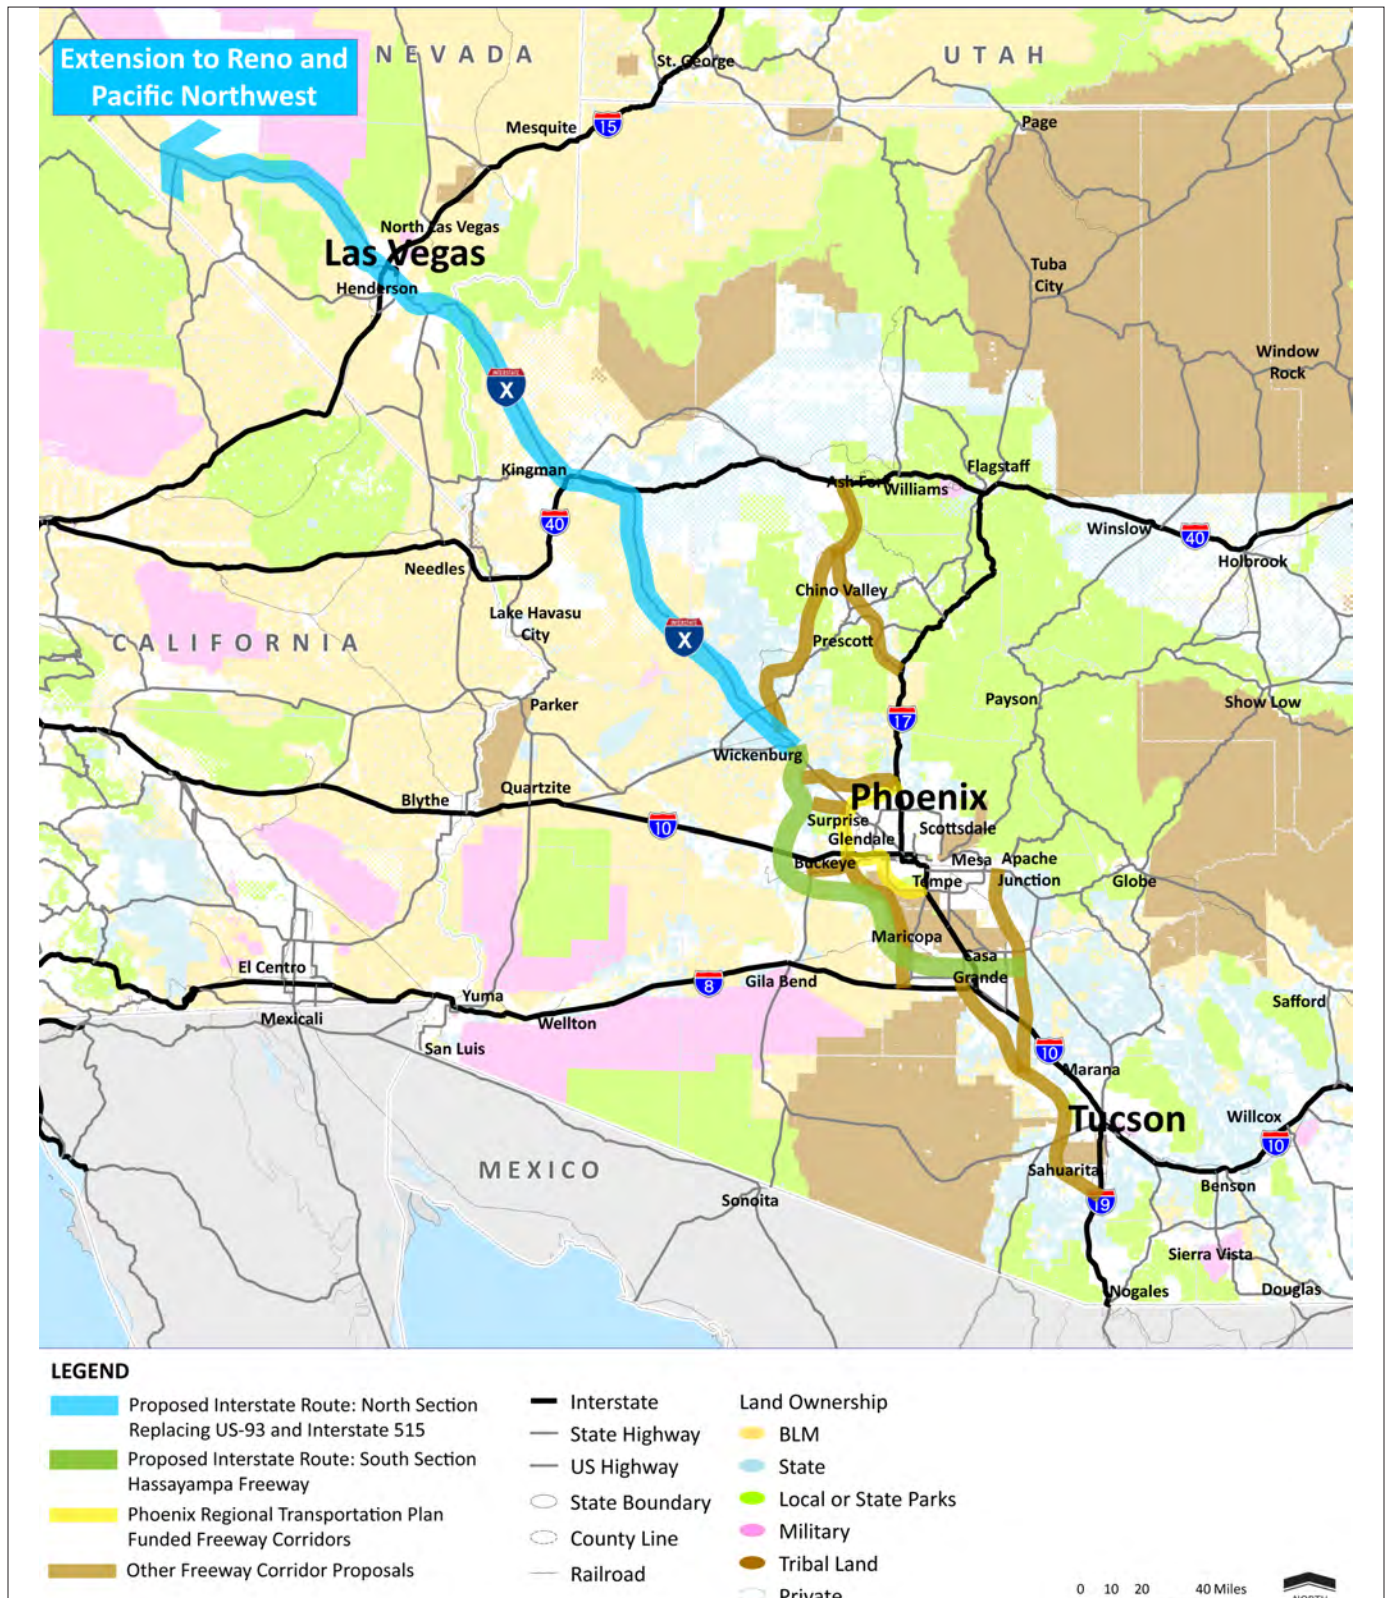 Extension to Reno and
Pacific Northwest
NEVADA
UTAH
St. George
Mesquite
15
Page
North Las Vegas
Las Vegas
Henderson
Tuba
City
Window
Rock
X
Kingman
Flagstaff
Ash Fork
Williams
40
Winslow
40
Holbrook
Needles
Chino Valley
Lake Havasu
City
CALIFORNIA
X
Prescott
Payson
Show Low
Parker
17
Wickenburg
Quartzite
Blythe
10
Phoenix
Surprise
Scottsdale
Glendale
Buckeye
Mesa
Apache
Junction
Tempe
Globe
Maricopa
Casa
Grande
El Centro
Gila Bend
8
Yuma
Mexicali
Wellton
San Luis
Safford
10
Marana
Tucson
Willcox
10
MEXICO
Sahuarita
Benson
Sonoita
19
Sierra Vista
Nogales
Douglas
LEGEND
Proposed Interstate Route: North Section
Replacing US-93 and Interstate 515
Proposed Interstate Route: South Section
Hassayampa Freeway
Phoenix Regional Transportation Plan
Funded Freeway Corridors
Other Freeway Corridor Proposals
Interstate
State Highway
US Highway
State Boundary
County Line
Railroad
Land Ownership
BLM
State
Local or State Parks
Military
Tribal Land
Private
0 10 20 40 Miles
NORTH